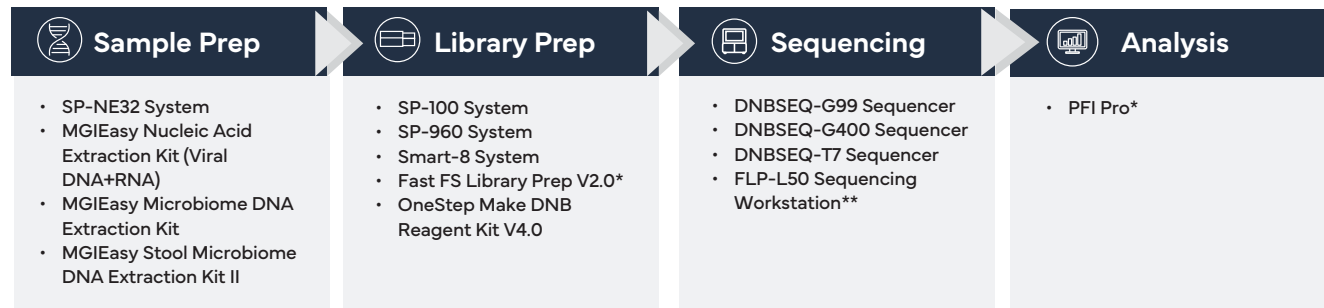 Sample Prep
• SP-NE32 System
• MGIEasy Nucleic Acid
Extraction Kit (Viral
DNA+RNA)
• MGIEasy Microbiome DNA
Extraction Kit
• MGIEasy Stool Microbiome
DNA Extraction Kit II
Library Prep
• SP-100 System
• SP-960 System
• Smart-8 System
• Fast FS Library Prep V2.0*
• OneStep Make DNB
Reagent Kit V4.0
Sequencing
• DNBSEQ-G99 Sequencer
• DNBSEQ-G400 Sequencer
• DNBSEQ-T7 Sequencer
• FLP-L50 Sequencing
Workstation**
Analysis
• PFI Pro*